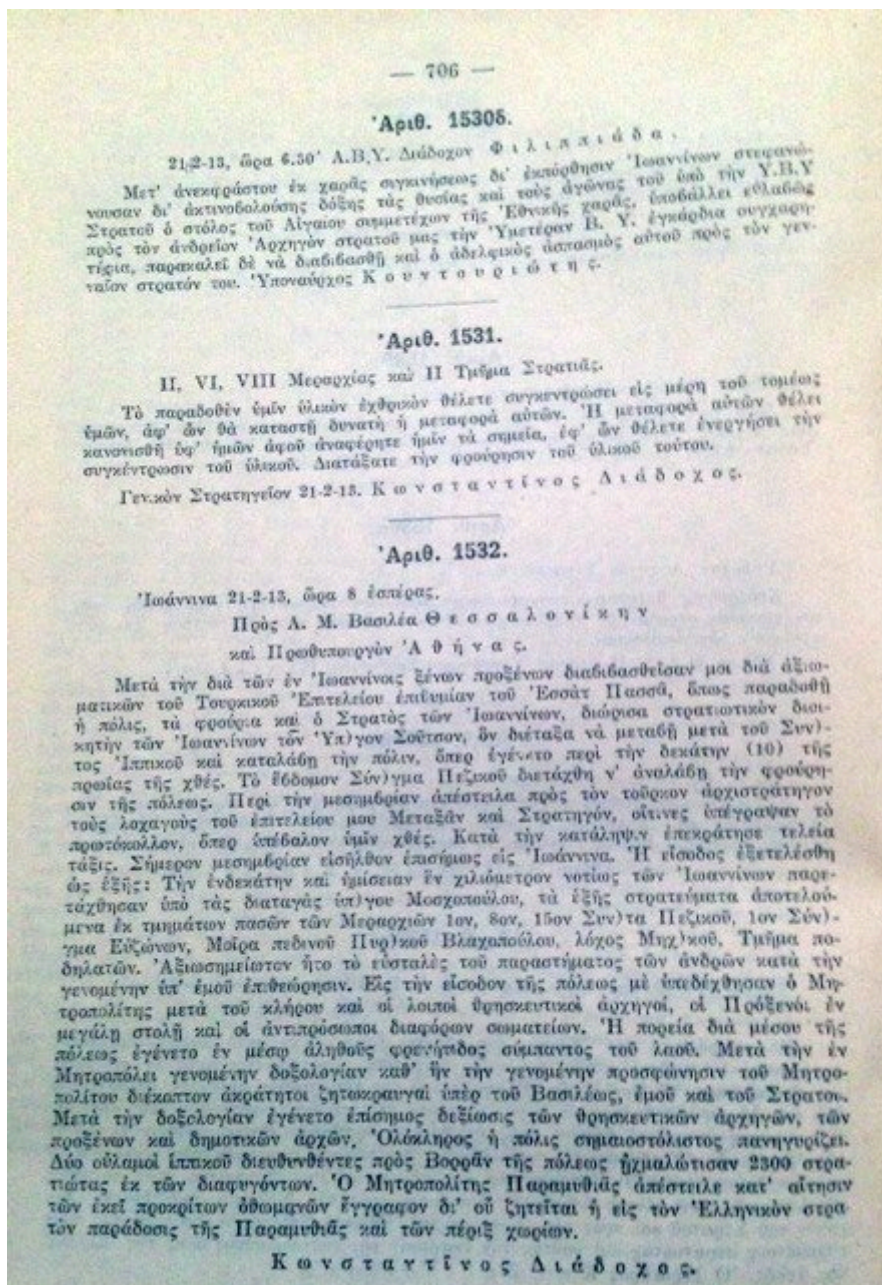 — 706 —
Ἀριθ. 1530δ.
21-2-13, ὥρα 6.50′ Α.Β.Υ. Διάδοχον Φιλιππιάδα.
Μετ' ἀνεκφράστου ἐκ χαρᾶς συγκινήσεως δι' ἐκπόρθησιν Ἰωαννίνων στεφανώ-
νουσαν δι' ἀκτινοβολούσης δόξης τὰς θυσίας καὶ τοὺς ἀγῶνας τοῦ ὑπὸ τὴν Υ.Β.Υ
Στρατοῦ ὁ στόλος τοῦ Αἰγαίου συμμετέχων τῆς Ἐθνικῆς χαρᾶς, ὑποβάλλει εὐλαβῶς
πρὸς τὸν ἀνδρεῖον Ἀρχηγὸν στρατοῦ μας τὴν Ὑμετέραν Β. Υ. ἐγκάρδια συγχαρη-
τήρια, παρακαλεῖ δὲ νὰ διαβιβασθῇ καὶ ὁ ἀδελφικὸς ἀσπασμὸς αὐτοῦ πρὸς τὸν γεν-
ναῖον στρατόν του. Ὑποναύαρχος Κουντουριώτης.
Ἀριθ. 1531.
ΙΙ, VI, VIII Μεραρχίας καὶ ΙΙ Τμῆμα Στρατιᾶς.
Τὸ παραδοθὲν ὑμῖν ὑλικὸν ἐχθρικὸν θέλετε συγκεντρώσει εἰς μέρη τοῦ τομέως
ὑμῶν, ἀφ' ὧν θὰ καταστῇ δυνατὴ ἡ μεταφορὰ αὐτῶν. Ἡ μεταφορὰ αὐτῶν θέλει
κανονισθῆ ὑφ' ἡμῶν ἀφοῦ ἀναφέρητε ἡμῖν τὰ σημεῖα, ἐφ' ὧν θέλετε ἐνεργήσει τὴν
συγκέντρωσιν τοῦ ὑλικοῦ. Διατάξατε τὴν φρούρησιν τοῦ ὑλικοῦ τούτου.
Γενικὸν Στρατηγεῖον 21-2-13. Κωνσταντῖνος Διάδοχος.
Ἀριθ. 1532.
Ἰωάννινα 21-2-13, ὥρα 8 ἑσπέρας.
Πρὸς Α. Μ. Βασιλέα Θεσσαλονίκην
καὶ Πρωθυπουργὸν Ἀθήνας.
Μετὰ τὴν διὰ τῶν ἐν Ἰωαννίνοις ξένων προξένων διαβιβασθεῖσαν μοι διὰ ἀξιω-
ματικῶν τοῦ Τουρκικοῦ Ἐπιτελείου ἐπιθυμίαν τοῦ Ἐσσὰτ Πασσᾶ, ὅπως παραδοθῇ
ἡ πόλις, τὰ φρούρια καὶ ὁ Στρατὸς τῶν Ἰωαννίνων, διώρισα στρατιωτικὸν διοι-
κητὴν τῶν Ἰωαννίνων τὸν Ὑπ)γον Σοῦτσον, ὃν διέταξα νὰ μεταβῇ μετὰ τοῦ Συν)-
τος Ἱππικοῦ καὶ καταλάβῃ τὴν πόλιν, ὅπερ ἐγένετο περὶ τὴν δεκάτην (10) τῆς
πρωίας τῆς χθές. Τὸ ἕβδομον Σύν)γμα Πεζικοῦ διετάχθη ν' ἀναλάβῃ τὴν φρούρη-
σιν τῆς πόλεως. Περὶ τὴν μεσημβρίαν ἀπέστειλα πρὸς τὸν τοῦρκον ἀρχιστράτηγον
τοὺς λοχαγοὺς τοῦ ἐπιτελείου μου Μεταξᾶν καὶ Στρατηγόν, οἵτινες ὑπέγραψαν τὸ
πρωτόκολλον, ὅπερ ὑπέβαλον ὑμῖν χθές. Κατὰ τὴν κατάληψιν ἐπεκράτησε τελεία
τάξις. Σήμερον μεσημβρίαν εἰσῆλθον ἐπισήμως εἰς Ἰωάννινα. Ἡ εἴσοδος ἐξετελέσθη
ὡς ἑξῆς: Τὴν ἑνδεκάτην καὶ ἡμίσειαν ἓν χιλιόμετρον νοτίως τῶν Ἰωαννίνων παρε-
τάχθησαν ὑπὸ τὰς διαταγὰς ὑπ)γου Μοσχοπούλου, τὰ ἑξῆς στρατεύματα ἀποτελού-
μενα ἐκ τμημάτων πασῶν τῶν Μεραρχιῶν 1ον, 8ον, 15ον Συν)τα Πεζικοῦ, 1ον Σύν)-
γμα Εὐζώνων, Μοῖρα πεδινοῦ Πυρ)κοῦ Βλαχοπούλου, λόχος Μηχ)κοῦ, Τμῆμα πο-
δηλατῶν. Ἀξιωσημείωτον ἦτο τὸ εὐσταλὲς τοῦ παραστήματος τῶν ἀνδρῶν κατὰ τὴν
γενομένην ὑπ' ἐμοῦ ἐπιθεώρησιν. Εἰς τὴν εἴσοδον τῆς πόλεως μὲ ὑπεδέχθησαν ὁ Μη-
τροπολίτης μετὰ τοῦ κλήρου καὶ οἱ λοιποὶ θρησκευτικοὶ ἀρχηγοί, οἱ Πρόξενοι ἐν
μεγάλῃ στολῇ καὶ οἱ ἀντιπρόσωποι διαφόρων σωματείων. Ἡ πορεία διὰ μέσου τῆς
πόλεως ἐγένετο ἐν μέσῳ ἀληθοῦς φρενίτιδος σύμπαντος τοῦ λαοῦ. Μετὰ τὴν ἐν
Μητροπόλει γενομένην δοξολογίαν καθ' ἣν τὴν γενομένην προσφώνησιν τοῦ Μητρο-
πολίτου διέκοπτον ἀκράτητοι ζητωκραυγαὶ ὑπὲρ τοῦ Βασιλέως, ἐμοῦ καὶ τοῦ Στρατοῦ.
Μετὰ τὴν δοξολογίαν ἐγένετο ἐπίσημος δεξίωσις τῶν θρησκευτικῶν ἀρχηγῶν, τῶν
προξένων καὶ δημοτικῶν ἀρχῶν. Ὁλόκληρος ἡ πόλις σημαιοστόλιστος πανηγυρίζει.
Δύο οὐλαμοὶ ἱππικοῦ διευθυνθέντες πρὸς Βορρᾶν τῆς πόλεως ᾐχμαλώτισαν 2300 στρα-
τιώτας ἐκ τῶν διαφυγόντων. Ὁ Μητροπολίτης Παραμυθιᾶς ἀπέστειλε κατ' αἴτησιν
τῶν ἐκεῖ προκρίτων ὀθωμανῶν ἔγγραφον δι' οὗ ζητεῖται ἡ εἰς τὸν Ἑλληνικὸν στρα
τὸν παράδοσις τῆς Παραμυθιᾶς καὶ τῶν πέριξ χωρίων.
Κωνσταντῖνος Διάδοχος.